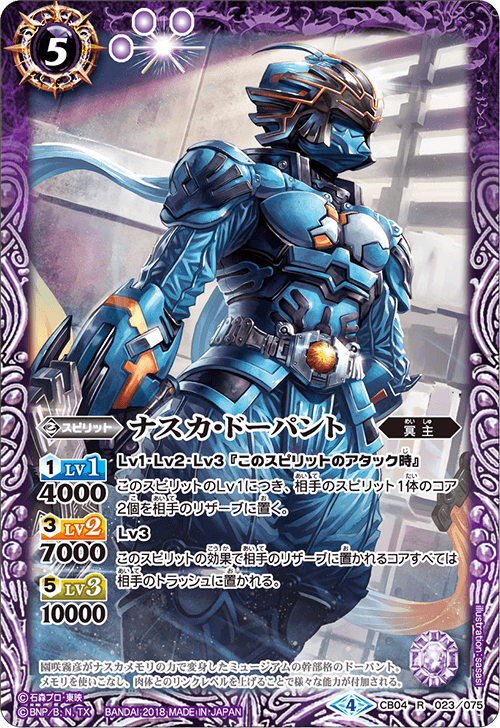 5
スピリット
ナスカ・ドーパント
めいしゅ
冥主
1 LV1
4000
3 LV2
7000
5 LV3
10000
Lv1・Lv2・Lv3『このスピリットのアタック時』
このスピリットのLv1につき、相手のスピリット1体のコア
2個を相手のリザーブに置く。
Lv3
このスピリットの効果で相手のリザーブに置かれるコアすべては
相手のトラッシュに置かれる。
園咲霧彦がナスカメモリの力で変身したミュージアムの幹部格のドーパント。
メモリを使いこなし、肉体とのリンクレベルを上げることで様々な能力が付加される。
©石森プロ・東映
©BNP/B; N, TX BANDAI 2018 MADE IN JAPAN
4
CB04 R 023/075
illustration:sasasi